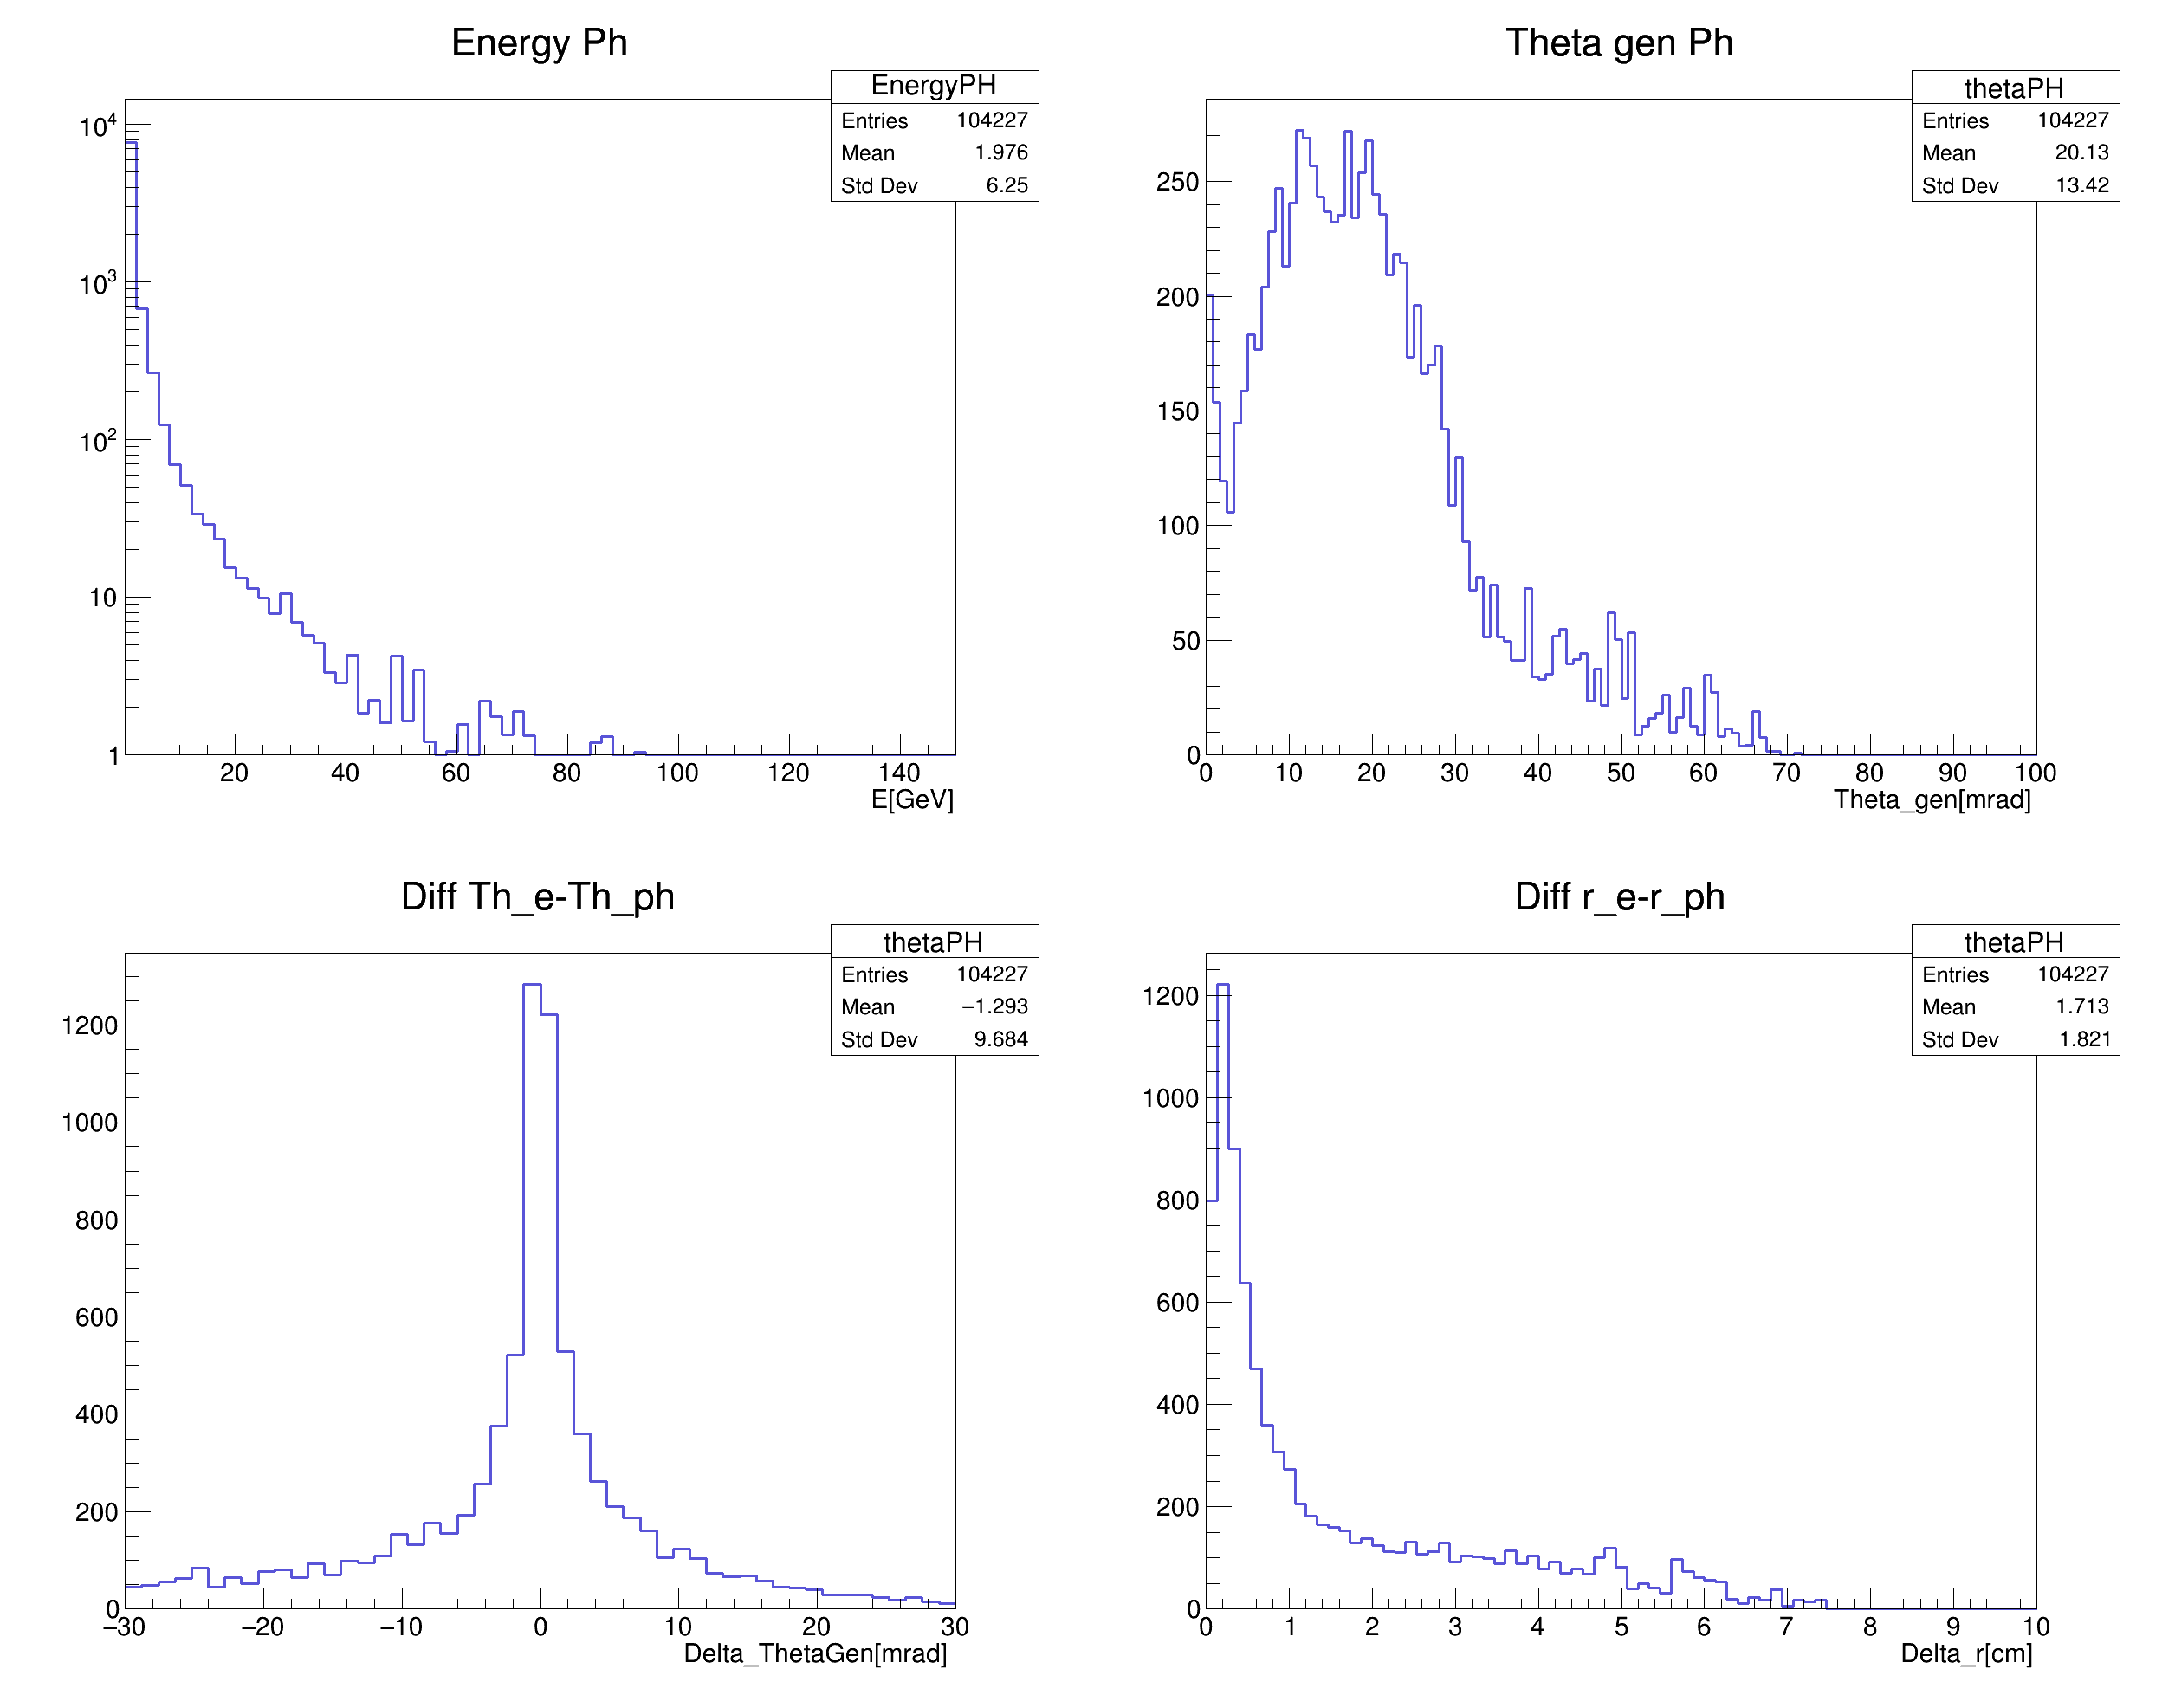 Energy Ph
EnergyPH
Entries 104227
Mean 1.976
Std Dev 6.25
10^4
10^3
10^2
10
1
20 40 60 80 100 120 140
E[GeV]
Theta gen Ph
thetaPH
Entries 104227
Mean 20.13
Std Dev 13.42
250
200
150
100
50
0
0 10 20 30 40 50 60 70 80 90 100
Theta_gen[mrad]
Diff Th_e-Th_ph
thetaPH
Entries 104227
Mean −1.293
Std Dev 9.684
1200
1000
800
600
400
200
0
−30 −20 −10 0 10 20 30
Delta_ThetaGen[mrad]
Diff r_e-r_ph
thetaPH
Entries 104227
Mean 1.713
Std Dev 1.821
1200
1000
800
600
400
200
0
0 1 2 3 4 5 6 7 8 9 10
Delta_r[cm]